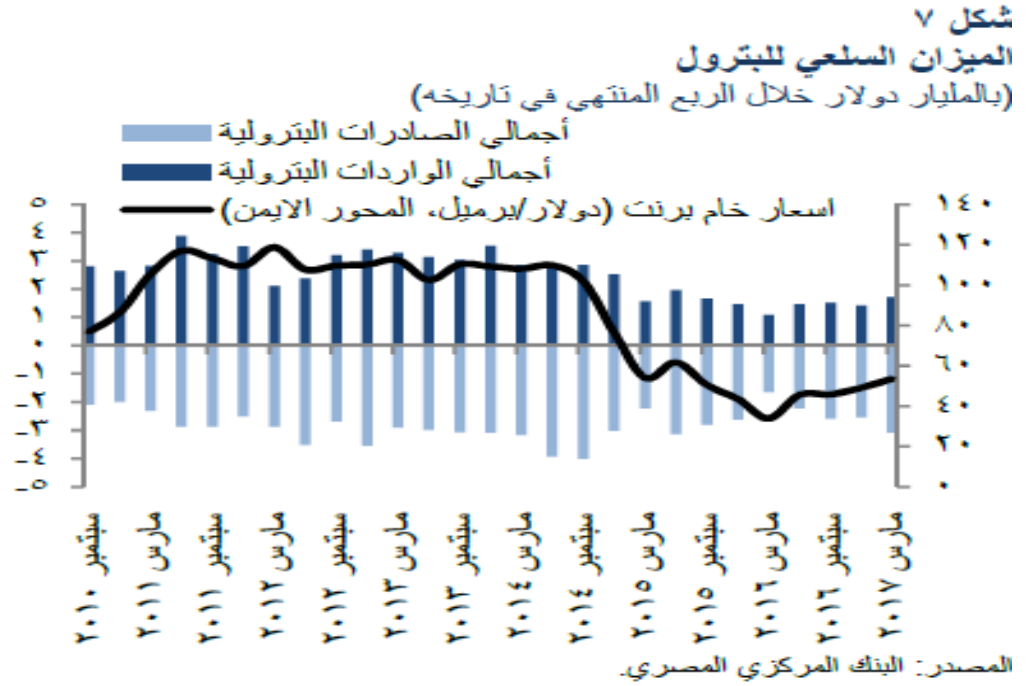 شكل ٧
الميزان السلعي للبترول
(بالمليار دولار خلال الربع المنتهي في تاريخه)
أجمالي الصادرات البترولية
أجمالي الواردات البترولية
اسعار خام برنت (دولار/برميل، المحور الايمن)
١٤٠
١٢٠
١٠٠
٨٠
٦٠
٤٠
٢٠
٠
٥
٤
٣
٢
١
٠
-١
-٢
-٣
-٤
-٥
سبتمبر ٢٠١٠
مارس ٢٠١١
سبتمبر ٢٠١١
مارس ٢٠١٢
سبتمبر ٢٠١٢
مارس ٢٠١٣
سبتمبر ٢٠١٣
مارس ٢٠١٤
سبتمبر ٢٠١٤
مارس ٢٠١٥
سبتمبر ٢٠١٥
مارس ٢٠١٦
سبتمبر ٢٠١٦
مارس ٢٠١٧
المصدر: البنك المركزي المصري.